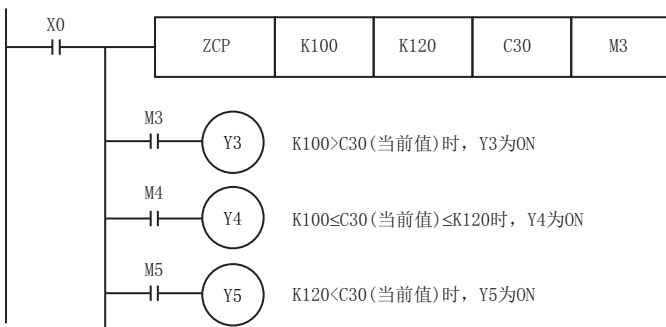 X0
ZCP K100 K120 C30 M3
M3
Y3 K100>C30(当前值)时，Y3为ON
M4
Y4 K100≤C30(当前值)≤K120时，Y4为ON
M5
Y5 K120<C30(当前值)时，Y5为ON